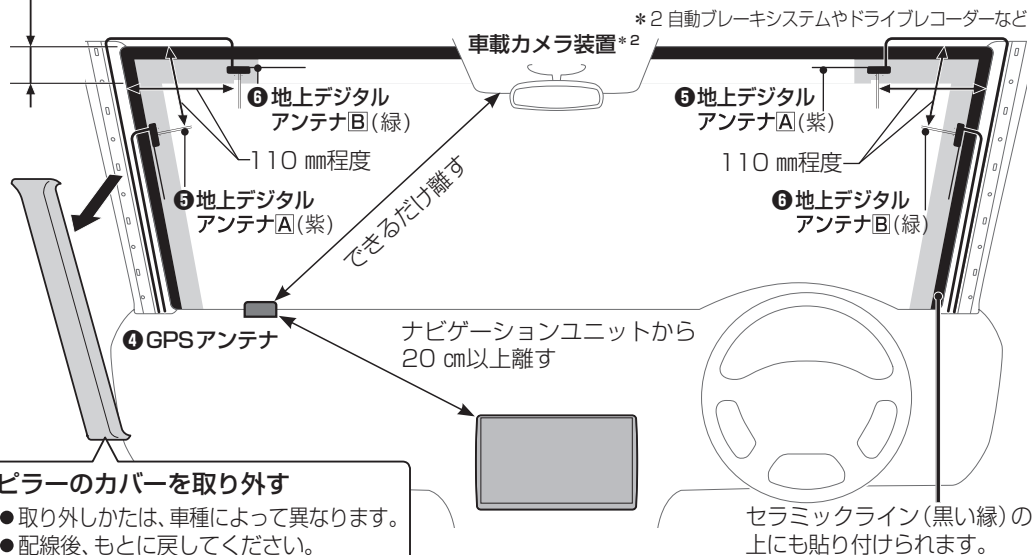 *2 自動ブレーキシステムやドライブレコーダーなど
車載カメラ装置*2
❻地上デジタル
アンテナB(緑)
110 ㎜程度
❺地上デジタル
アンテナA(紫)
❺地上デジタル
アンテナA(紫)
110 ㎜程度
❻地上デジタル
アンテナB(緑)
できるだけ離す
❹GPSアンテナ
ナビゲーションユニットから
20 ㎝以上離す
ピラーのカバーを取り外す
●取り外しかたは、車種によって異なります。
●配線後、もとに戻してください。
セラミックライン(黒い縁)の
上にも貼り付けられます。